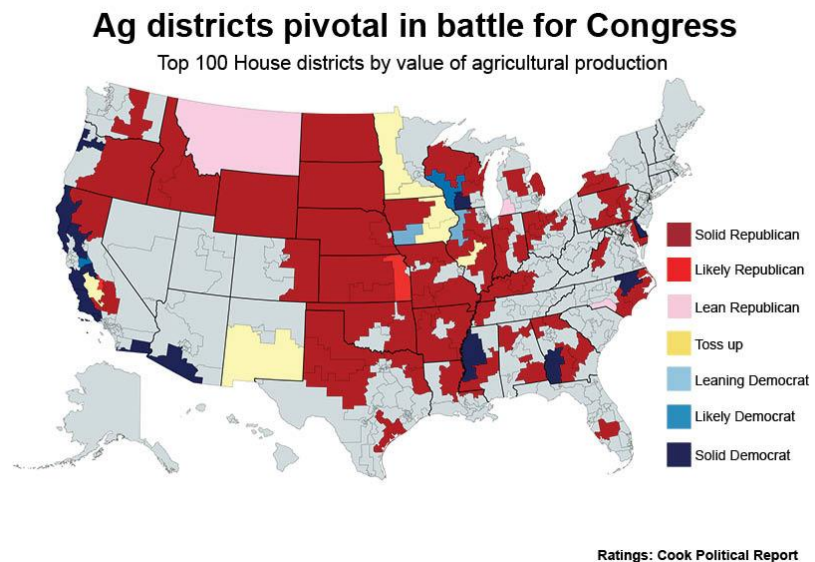 Ag districts pivotal in battle for Congress
Top 100 House districts by value of agricultural production
Solid Republican
Likely Republican
Lean Republican
Toss up
Leaning Democrat
Likely Democrat
Solid Democrat
Ratings: Cook Political Report